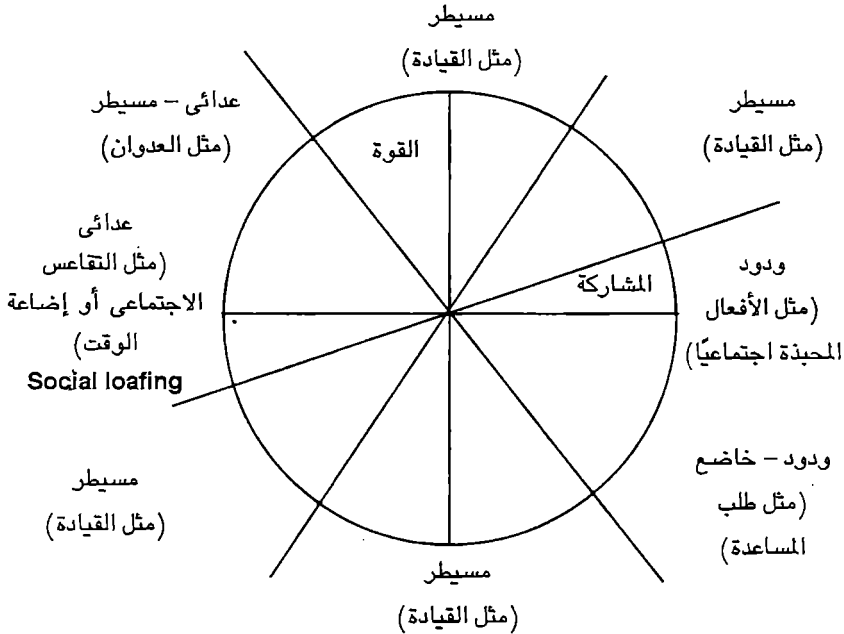 مسيطر
(مثل القيادة)
عدائى – مسيطر
(مثل العدوان)
مسيطر
(مثل القيادة)
القوة
عدائى
(مثل التقاعس
الاجتماعى أو إضاعة
الوقت)
Social loafing
المشاركة
ودود
(مثل الأفعال
المحبذة اجتماعيًا)
مسيطر
(مثل القيادة)
ودود – خاضع
(مثل طلب
المساعدة)
مسيطر
(مثل القيادة)